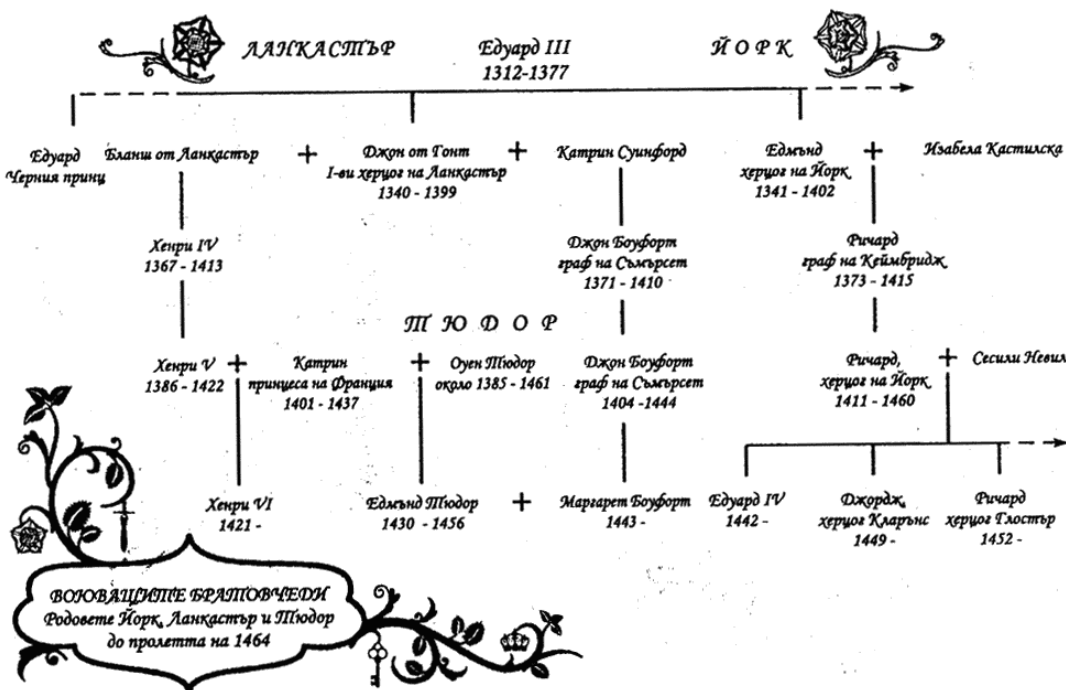 ЛАНКАСТЪР
Едуард III
1312-1377
ЙОРК
Едуард
Черния принц
Бланш от Ланкастър
+
Джон от Гонт
I-ви херцог на Ланкастър
1340 - 1399
+
Катрин Суинфорд
Едмънд
херцог на Йорк
1341 - 1402
+
Изабела Кастилска
Хенри IV
1367 - 1413
Джон Боуфорт
граф на Съмърсет
1371 - 1410
Ричард
граф на Кеймбридж
1373 - 1415
ТЮДОР
Хенри V
1386 - 1422
+
Катрин
принцеса на Франция
1401 - 1437
+
Оуен Тюдор
около 1385 - 1461
Джон Боуфорт
граф на Съмърсет
1404 -1444
Ричард,
херцог на Йорк
1411 - 1460
+
Сесили Невил
Хенри VI
1421 -
Едмънд Тюдор
1430 - 1456
+
Маргарет Боуфорт
1443 -
Едуард IV
1442 -
Джордж,
херцог Кларънс
1449 -
Ричард
херцог Глостър
1452 -
ВОЮВАЩИТЕ БРАТОВЧЕДИ
Родовете Йорк, Ланкастър и Тюдор
до пролетта на 1464